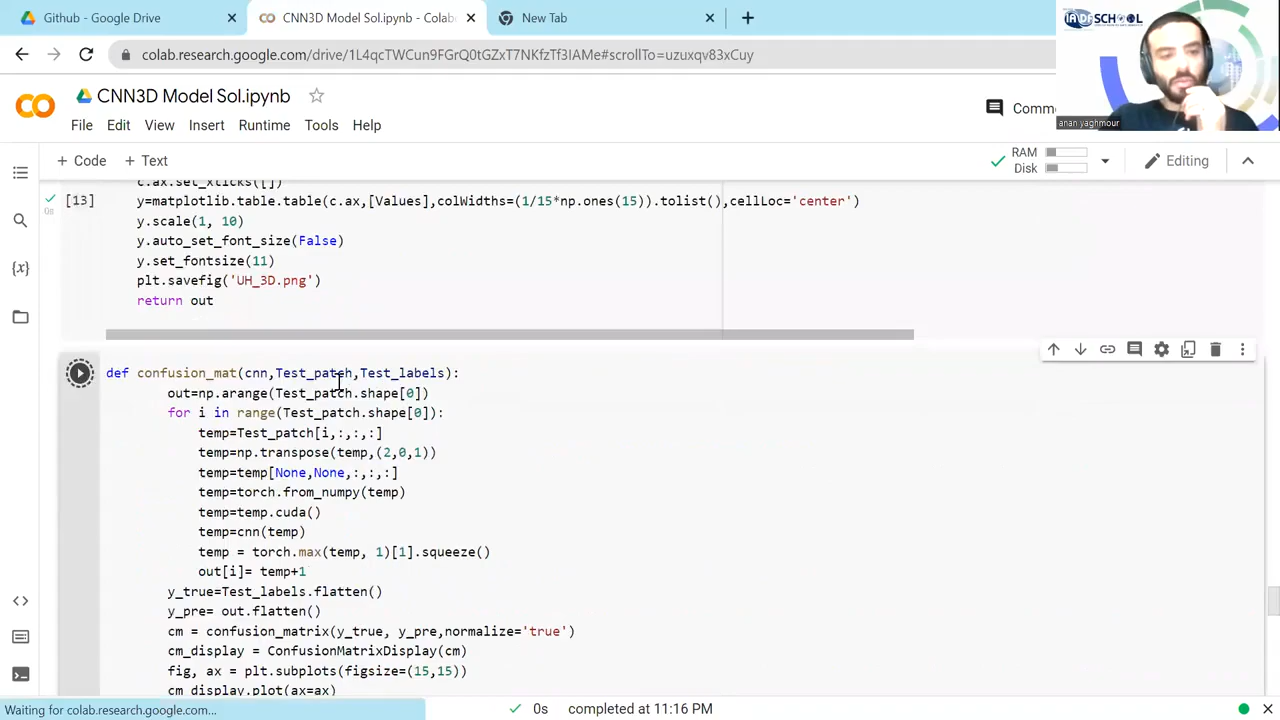 Github - Google Drive
CNN3D Model Sol.ipynb - Colab
New Tab
colab.research.google.com/drive/1L4qcTWCun9FGrQ0tGZxT7NKfzTf3IAMe#scrollTo=uzuxqv83xCuy
IADFSCHOOL
anan yaghmour
CNN3D Model Sol.ipynb
File Edit View Insert Runtime Tools Help
Comme
+ Code + Text
RAM
Disk
Editing
c.ax.set_xticks([])
[13]
0s
y=matplotlib.table.table(c.ax,[Values],colWidths=(1/15*np.ones(15)).tolist(),cellLoc='center')
y.scale(1, 10)
y.auto_set_font_size(False)
y.set_fontsize(11)
plt.savefig('UH_3D.png')
return out
def confusion_mat(cnn,Test_patch,Test_labels):
out=np.arange(Test_patch.shape[0])
for i in range(Test_patch.shape[0]):
temp=Test_patch[i,:,:,:]
temp=np.transpose(temp,(2,0,1))
temp=temp[None,None,:,:,:]
temp=torch.from_numpy(temp)
temp=temp.cuda()
temp=cnn(temp)
temp = torch.max(temp, 1)[1].squeeze()
out[i]= temp+1
y_true=Test_labels.flatten()
y_pre= out.flatten()
cm = confusion_matrix(y_true, y_pre,normalize='true')
cm_display = ConfusionMatrixDisplay(cm)
fig, ax = plt.subplots(figsize=(15,15))
cm_display.plot(ax=ax)
Waiting for colab.research.google.com...
0s completed at 11:16 PM